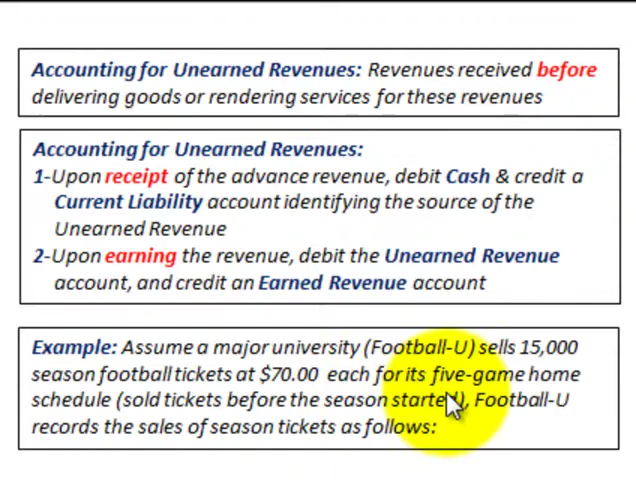 Accounting for Unearned Revenues: Revenues received before
delivering goods or rendering services for these revenues
Accounting for Unearned Revenues:
1-Upon receipt of the advance revenue, debit Cash & credit a
Current Liability account identifying the source of the
Unearned Revenue
2-Upon earning the revenue, debit the Unearned Revenue
account, and credit an Earned Revenue account
Example: Assume a major university (Football-U) sells 15,000
season football tickets at $70.00 each for its five-game home
schedule (sold tickets before the season started), Football-U
records the sales of season tickets as follows: